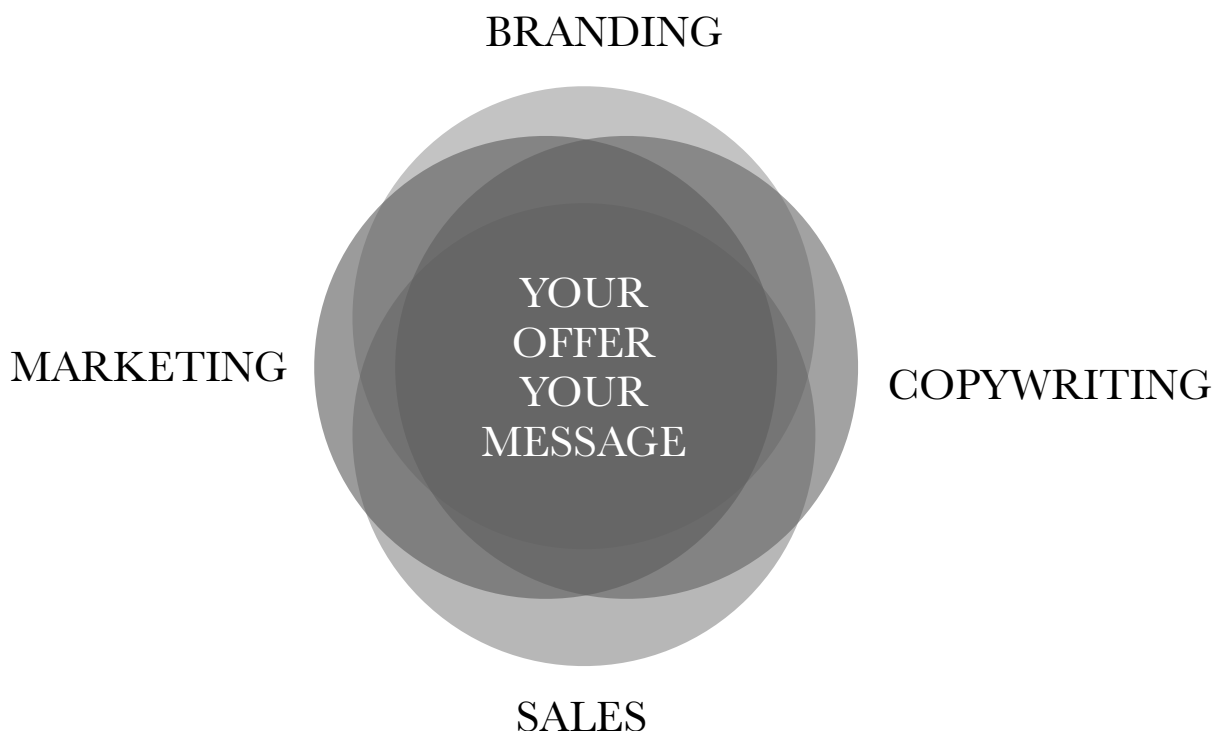 BRANDING
YOUR
OFFER
YOUR
MESSAGE
MARKETING
COPYWRITING
SALES